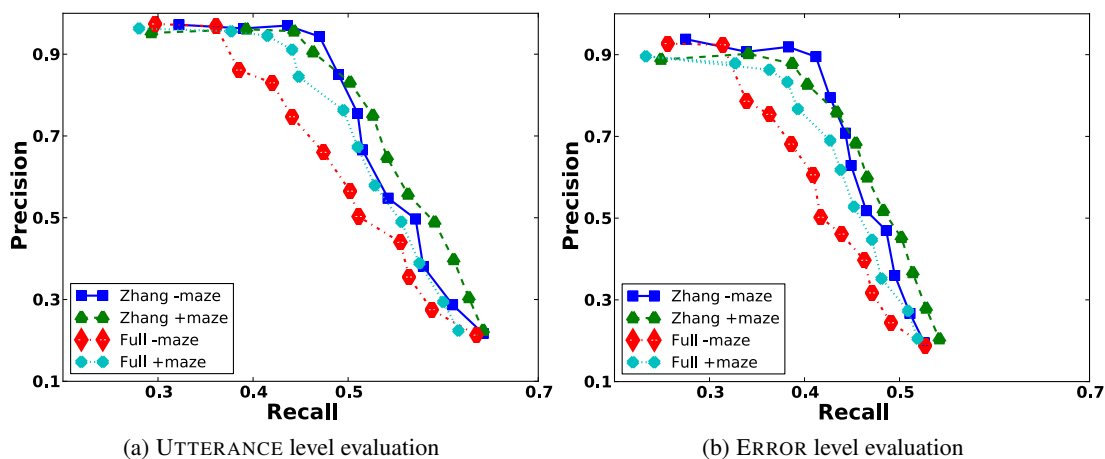 0.9
0.7
0.5
0.3
0.1
Precision
0.3
0.4
0.5
0.7
Recall
Zhang -maze
Zhang +maze
Full -maze
Full +maze
(a) UTTERANCE level evaluation
0.9
0.7
0.5
0.3
0.1
Precision
0.3
0.4
0.5
0.7
Recall
Zhang -maze
Zhang +maze
Full -maze
Full +maze
(b) ERROR level evaluation